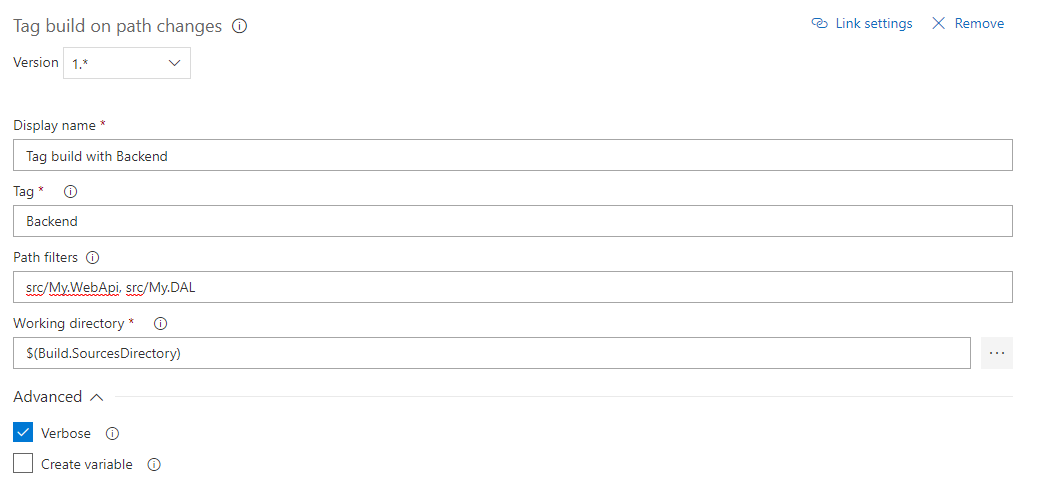 Tag build on path changes
Link settings
Remove
Version 1.*
Display name *
Tag build with Backend
Tag *
Backend
Path filters
src/My.WebApi, src/My.DAL
Working directory *
$(Build.SourcesDirectory)
...
Advanced
Verbose
Create variable